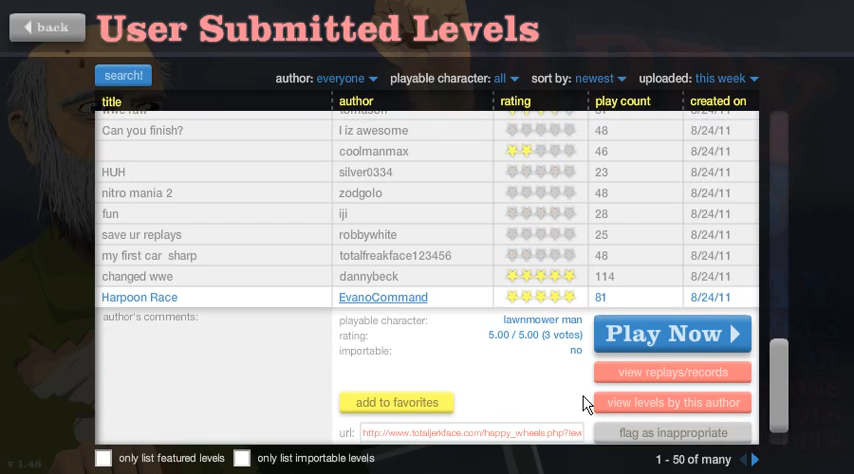 back User Submitted Levels
search! author: everyone playable character: all sort by: newest uploaded: this week
title author rating play count created on
Can you finish? I iz awesome 48 8/24/11
coolmanmax 46 8/24/11
HUH silver0334 23 8/24/11
nitro mania 2 zodgolo 48 8/24/11
fun iji 28 8/24/11
save ur replays robbywhite 25 8/24/11
my first car sharp totalfreakface123456 48 8/24/11
changed wwe dannybeck 114 8/24/11
Harpoon Race EvanoCommand 81 8/24/11
author's comments: playable character: lawnmower man Play Now
rating: 5.00 / 5.00 (3 votes)
importable: no
view replays/records
add to favorites view levels by this author
url: http://www.totaljerkface.com/happy_wheels.php?lev flag as inappropriate
v 1.46 only list featured levels only list importable levels 1 - 50 of many